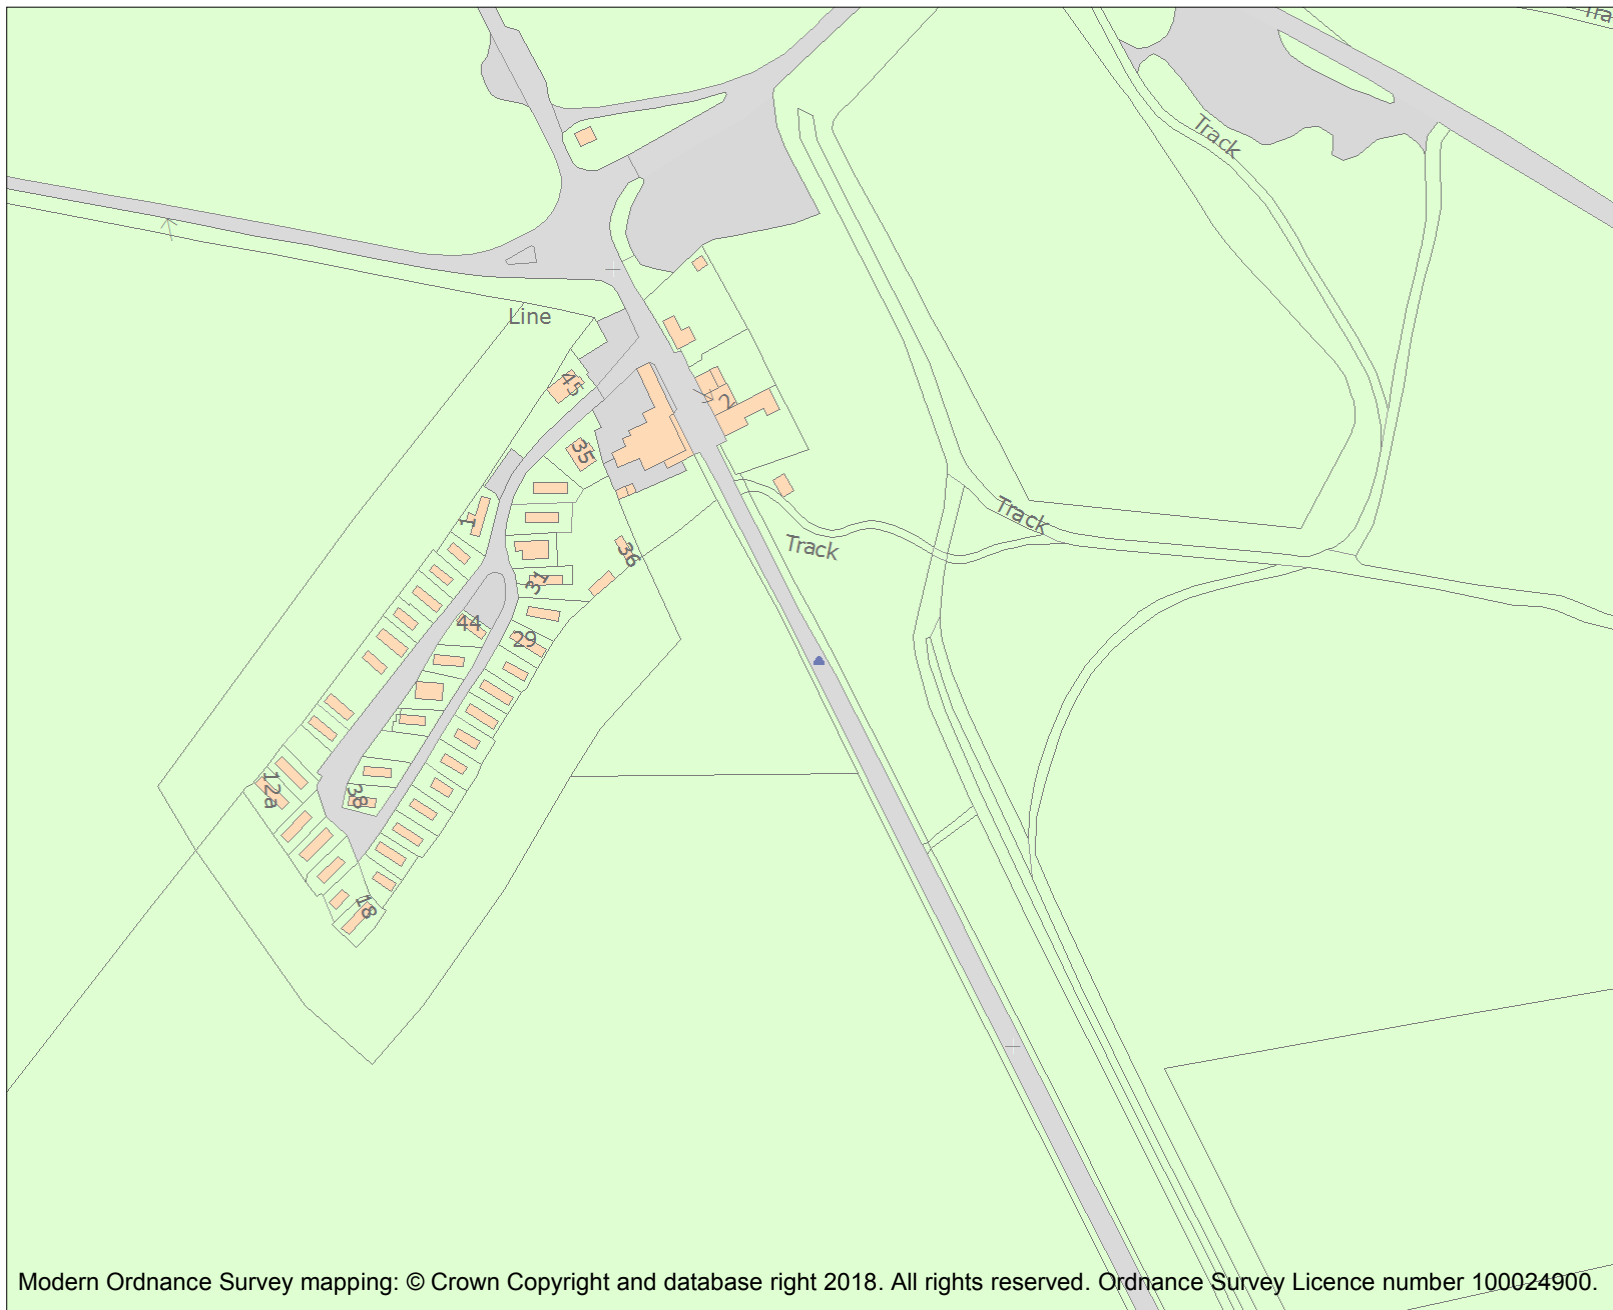 Tra
Track
Line
45
2
35
1
Track
Track
36
31
44
29
12a
38
18
Modern Ordnance Survey mapping: © Crown Copyright and database right 2018. All rights reserved. Ordnance Survey Licence number 100024900.